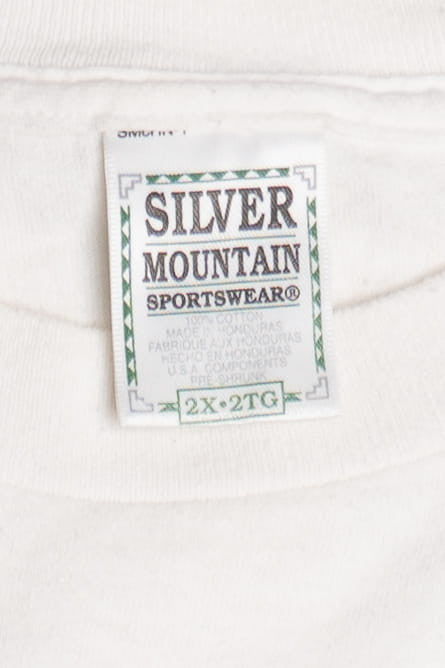 SILVER
MOUNTAIN
SPORTSWEAR®
100% COTTON
MADE IN HONDURAS
FABRIQUE AUX HONDURAS
HECHO EN HONDURAS
U.S.A. COMPONENTS
PRE SHRUNK
2X•2TG